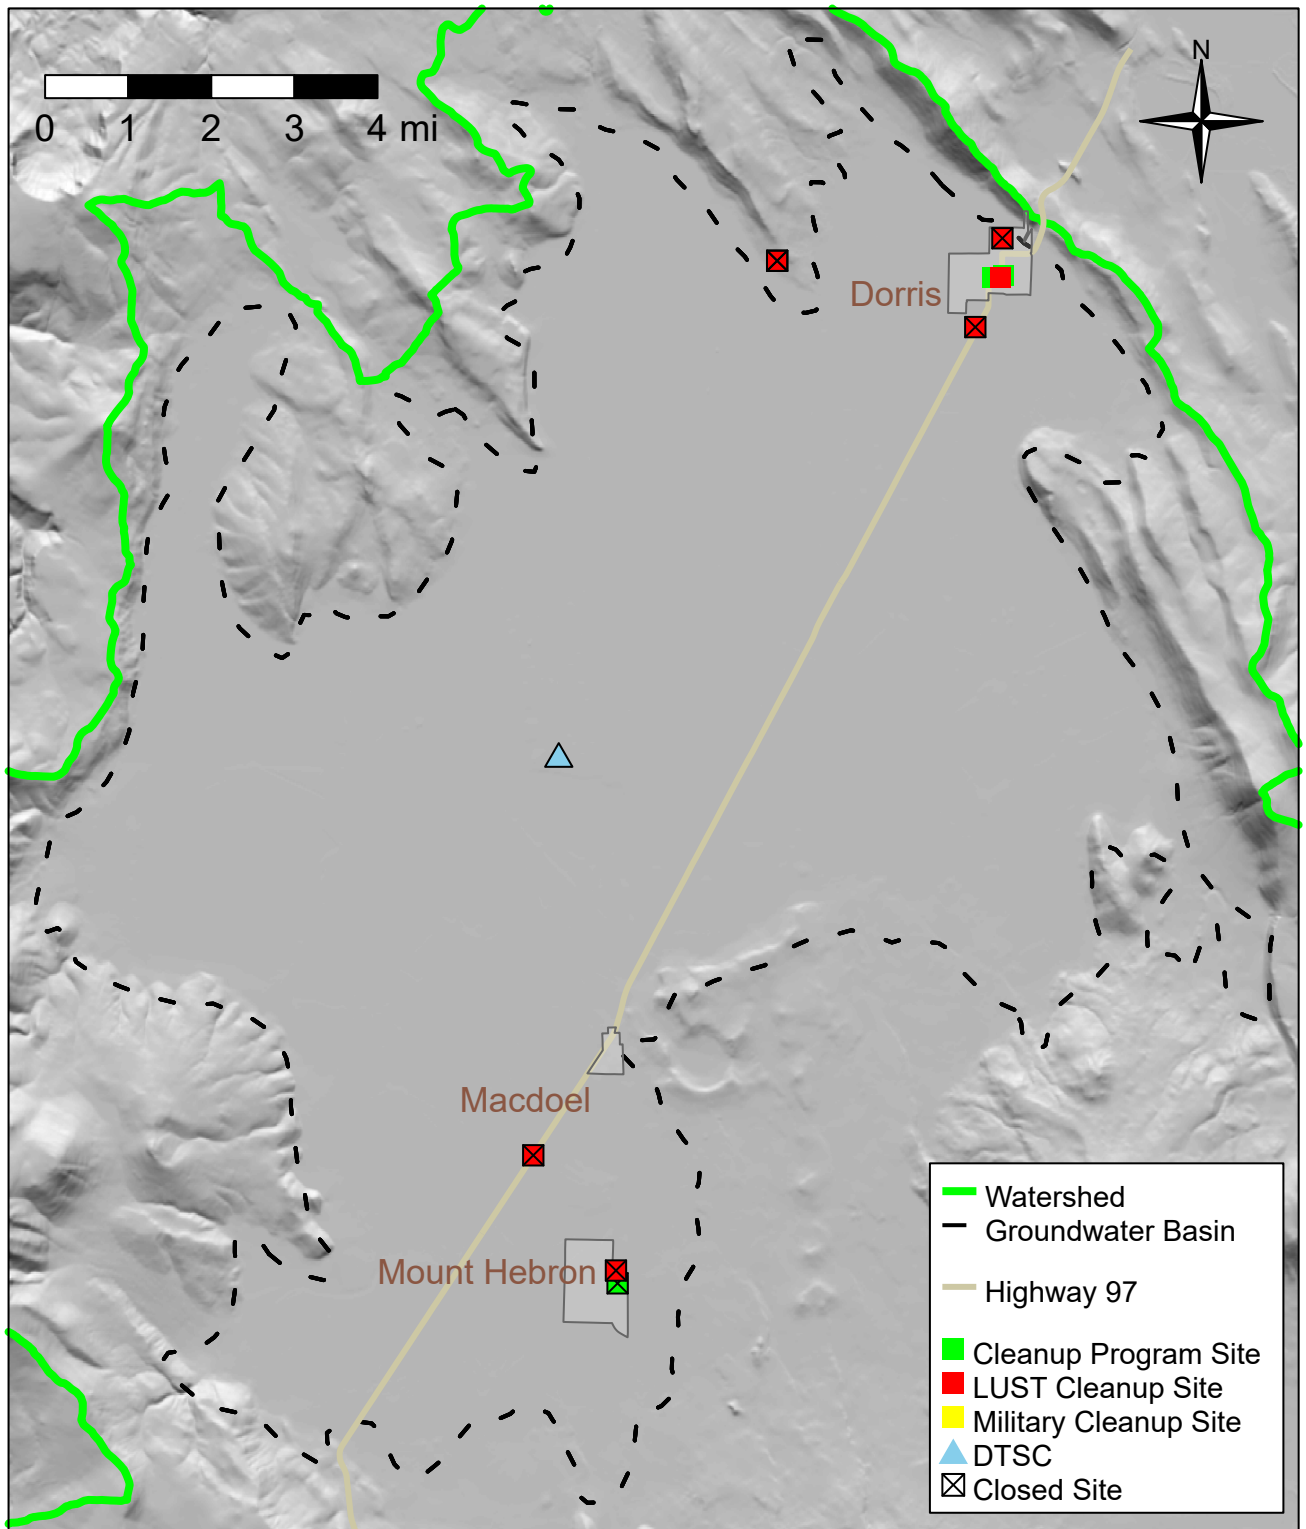 N
0 1 2 3 4 mi
Dorris
Macdoel
Mount Hebron
Watershed
Groundwater Basin
Highway 97
Cleanup Program Site
LUST Cleanup Site
Military Cleanup Site
DTSC
Closed Site